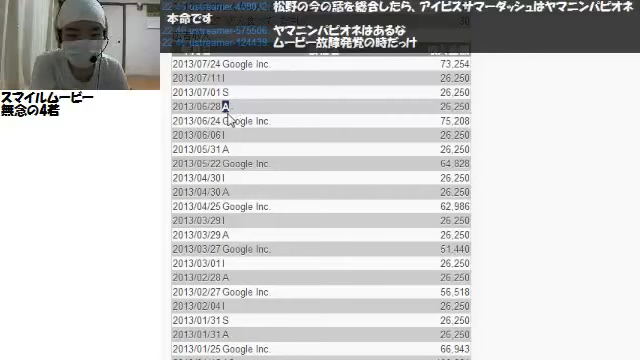 松野の今の話を総合したら、アイビスサマーダッシュはヤマニンパピオネ
本命です
ヤマニンパピオネはあるな
ムービー故障発覚の時だっけ
スマイルムービー
無念の4着
2013/07/24 Google Inc. 73,254
2013/07/11 I 26,250
2013/07/01 S 26,250
2013/06/28 A 26,250
2013/06/24 Google Inc. 75,208
2013/06/06 I 26,250
2013/05/31 A 26,250
2013/05/22 Google Inc. 64,828
2013/04/30 I 26,250
2013/04/30 A 26,250
2013/04/25 Google Inc. 62,986
2013/03/29 I 26,250
2013/03/29 A 26,250
2013/03/27 Google Inc. 51,440
2013/03/01 I 26,250
2013/02/28 A 26,250
2013/02/27 Google Inc. 56,518
2013/02/04 I 26,250
2013/01/31 S 26,250
2013/01/31 A 26,250
2013/01/25 Google Inc. 66,943